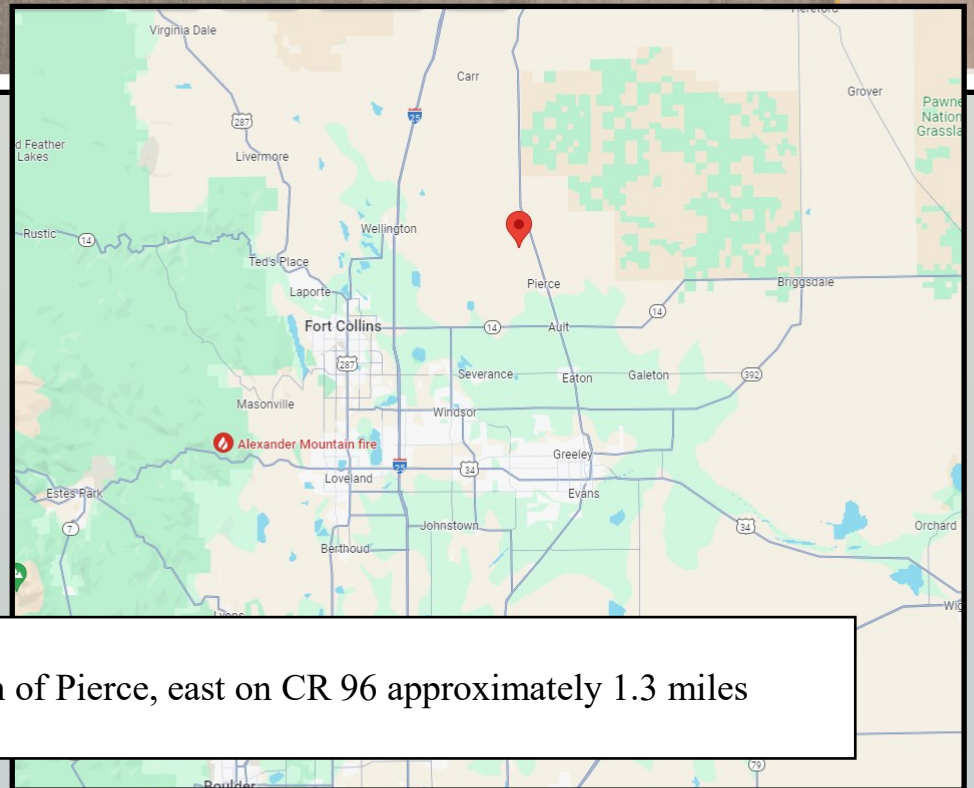 Virginia Dale
Carr
Grover
287
25
Pawne
Nation
Grassla
d Feather
Lakes
Livermore
Rustic
14
Wellington
Ted's Place
Pierce
Briggsdale
Laporte
14
Fort Collins
14
Ault
287
Severance
Eaton
Galeton
392
Masonville
Windsor
Alexander Mountain fire
Greeley
25
34
Loveland
Estes Park
Evans
7
Johnstown
34
Orchard
Berthoud
Wig
of Pierce, east on CR 96 approximately 1.3 miles
79
Boulder